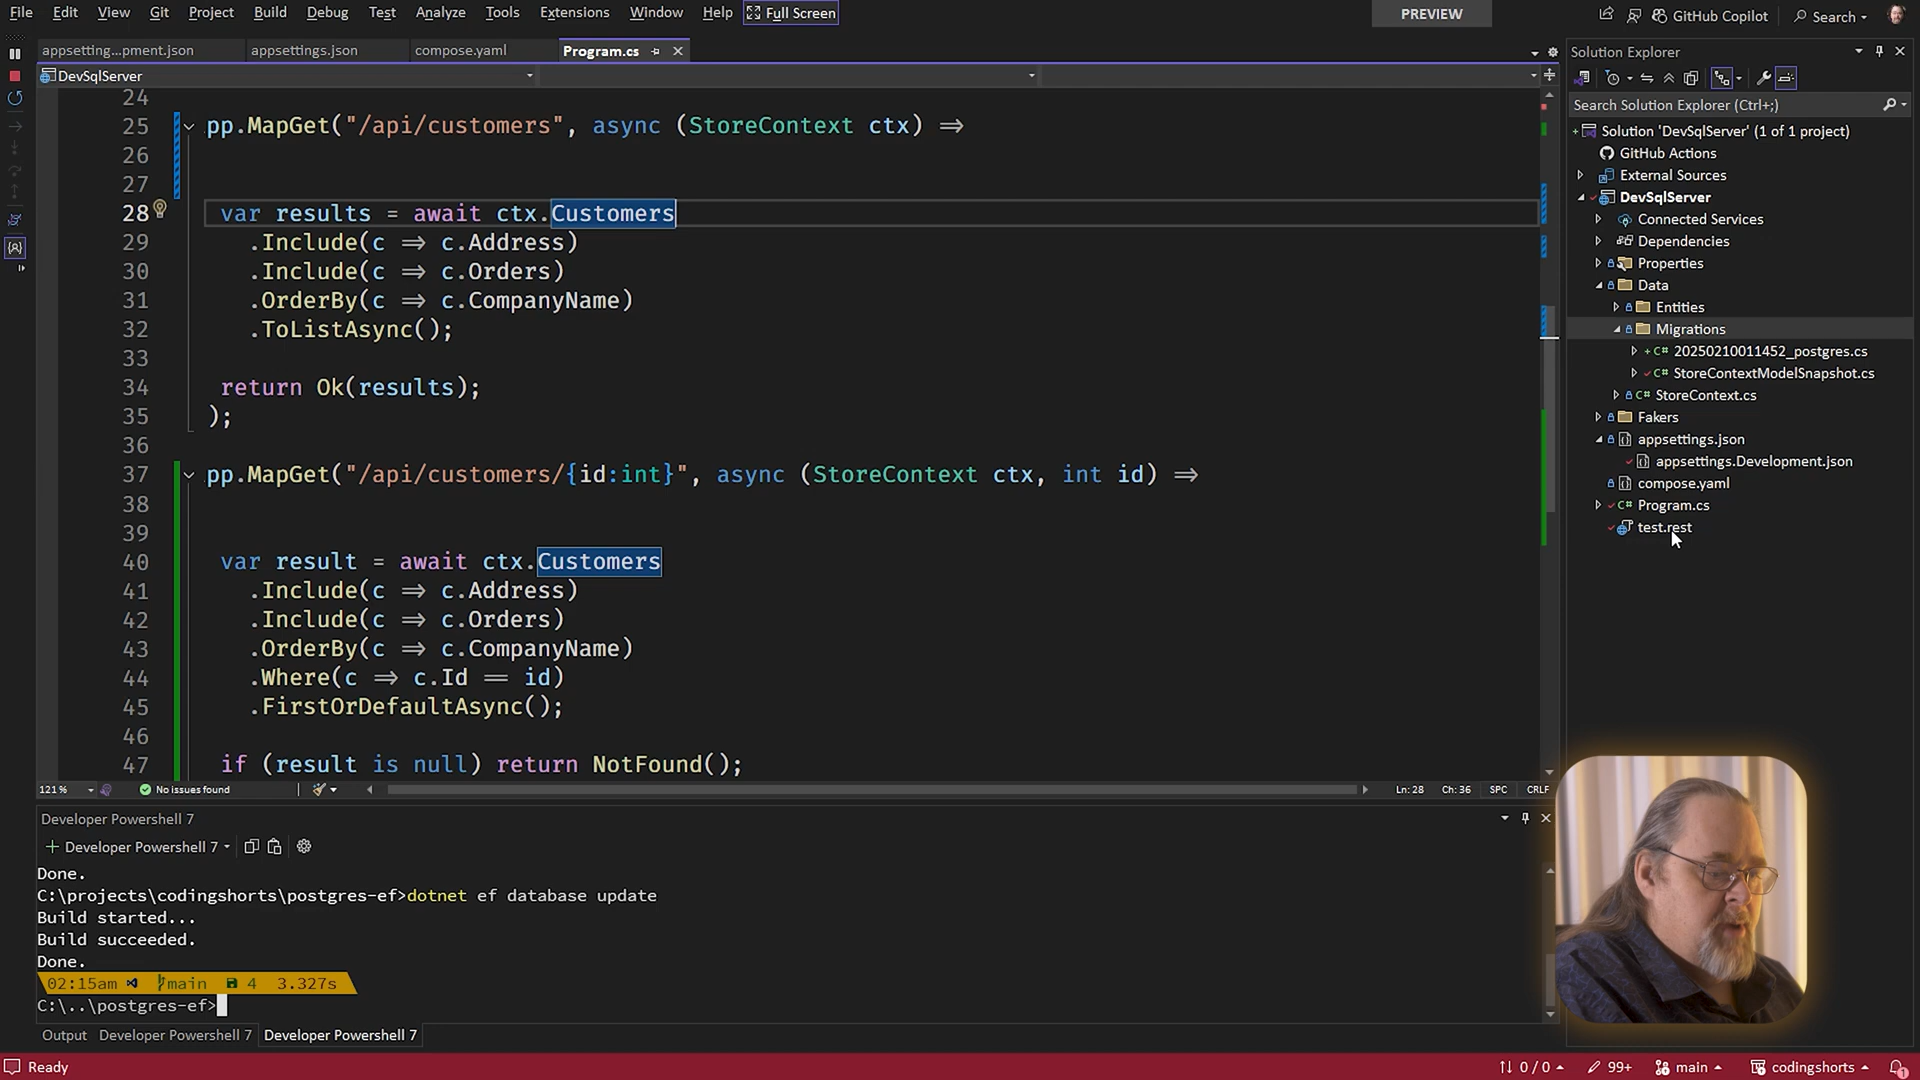 File Edit View Git Project Build Debug Test Analyze Tools Extensions Window Help Full Screen
PREVIEW
GitHub Copilot
Search
appsetting...pment.json
appsettings.json
compose.yaml
Program.cs
DevSqlServer
24
25 pp.MapGet("/api/customers", async (StoreContext ctx) =>
26
27
28 var results = await ctx.Customers
29 .Include(c => c.Address)
30 .Include(c => c.Orders)
31 .OrderBy(c => c.CompanyName)
32 .ToListAsync();
33
34 return Ok(results);
35 );
36
37 pp.MapGet("/api/customers/{id:int}", async (StoreContext ctx, int id) =>
38
39
40 var result = await ctx.Customers
41 .Include(c => c.Address)
42 .Include(c => c.Orders)
43 .OrderBy(c => c.CompanyName)
44 .Where(c => c.Id == id)
45 .FirstOrDefaultAsync();
46
47 if (result is null) return NotFound();
121 %
No issues found
Ln: 28 Ch: 36 SPC CRLF
Developer Powershell 7
Developer Powershell 7
Done.
C:\projects\codingshorts\postgres-ef>dotnet ef database update
Build started...
Build succeeded.
Done.
02:15am main 4 3.327s
C:\..\postgres-ef>
Output Developer Powershell 7 Developer Powershell 7
Ready
0 / 0 99+ main codingshorts 1
Solution Explorer
Search Solution Explorer (Ctrl+;)
Solution 'DevSqlServer' (1 of 1 project)
GitHub Actions
External Sources
DevSqlServer
Connected Services
Dependencies
Properties
Data
Entities
Migrations
20250210011452_postgres.cs
StoreContextModelSnapshot.cs
StoreContext.cs
Fakers
appsettings.json
appsettings.Development.json
compose.yaml
Program.cs
test.rest